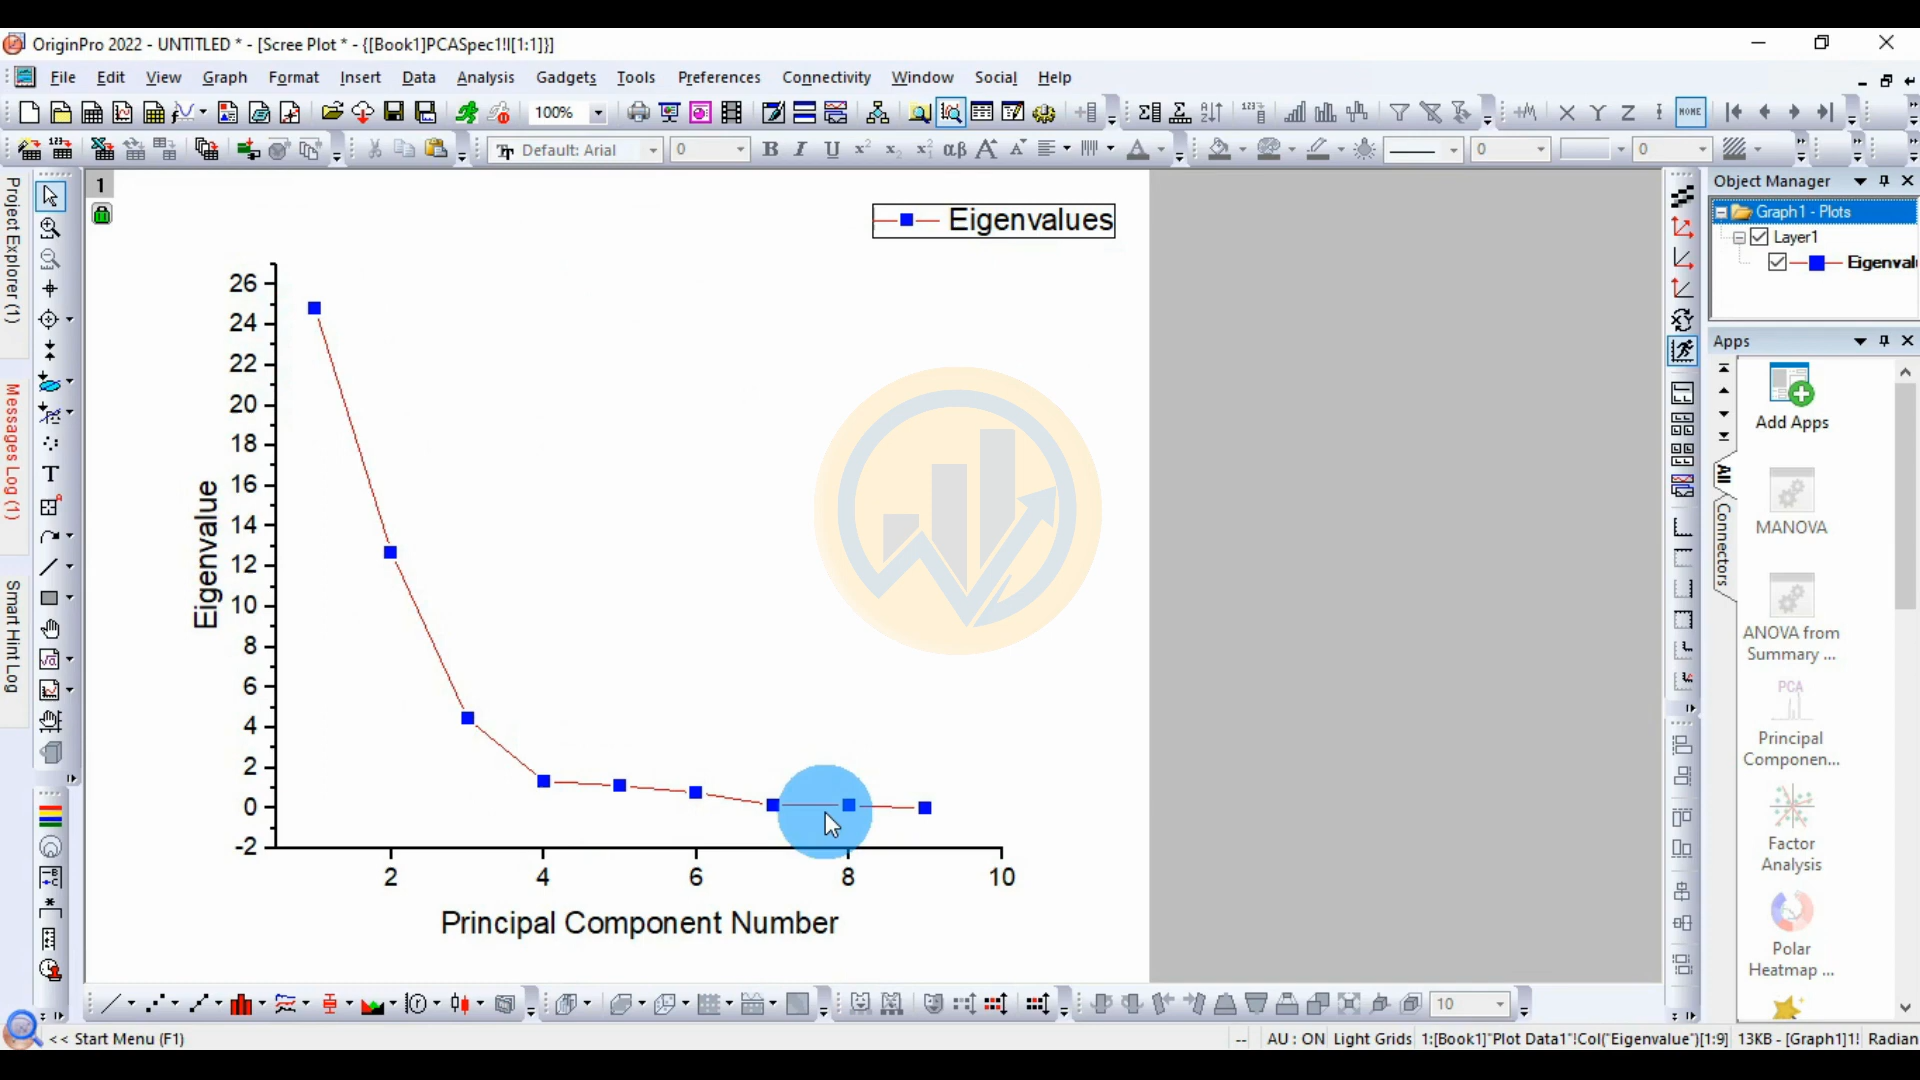 OriginPro 2022 - UNTITLED * - [Scree Plot * - {[Book1]PCASpec1!I[1:1]}]
File Edit View Graph Format Insert Data Analysis Gadgets Tools Preferences Connectivity Window Social Help
100%
X Y Z NONE
Default: Arial 0 B I U x² x₂ αβ A A A 0 0
1
Project Explorer (1)
Messages Log (1)
Smart Hint Log
Eigenvalues
26
24
22
20
18
16
14
12
10
8
6
4
2
0
-2
Eigenvalue
2 4 6 8 10
Principal Component Number
Object Manager
Graph1 - Plots
Layer1
Eigenval
Apps
All
Connectors
Add Apps
MANOVA
ANOVA from
Summary ...
PCA
Principal
Componen...
Factor
Analysis
Polar
Heatmap ...
10
<< Start Menu (F1)
-- AU : ON Light Grids 1:[Book1]"Plot Data1"!Col("Eigenvalue")[1:9] 13KB - [Graph1]1! Radian